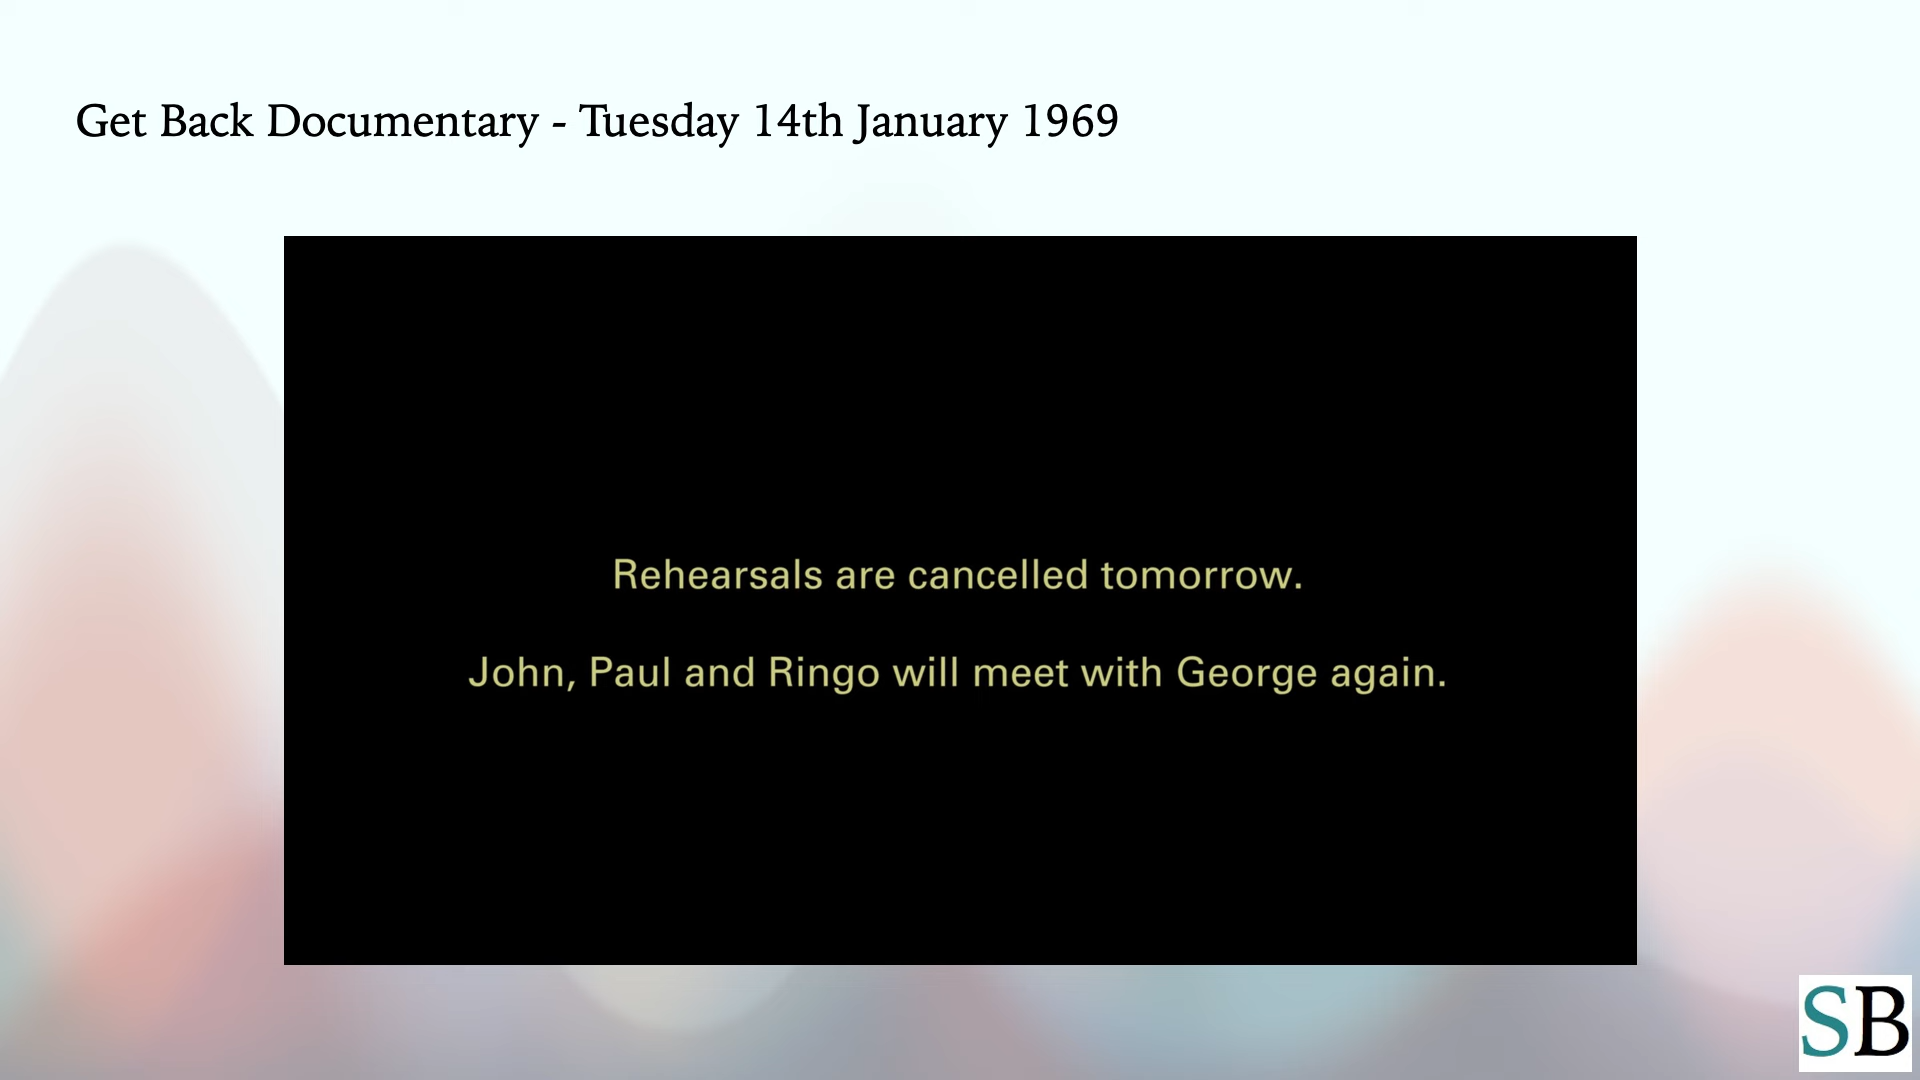 Get Back Documentary - Tuesday 14th January 1969
Rehearsals are cancelled tomorrow.
John, Paul and Ringo will meet with George again.
SB